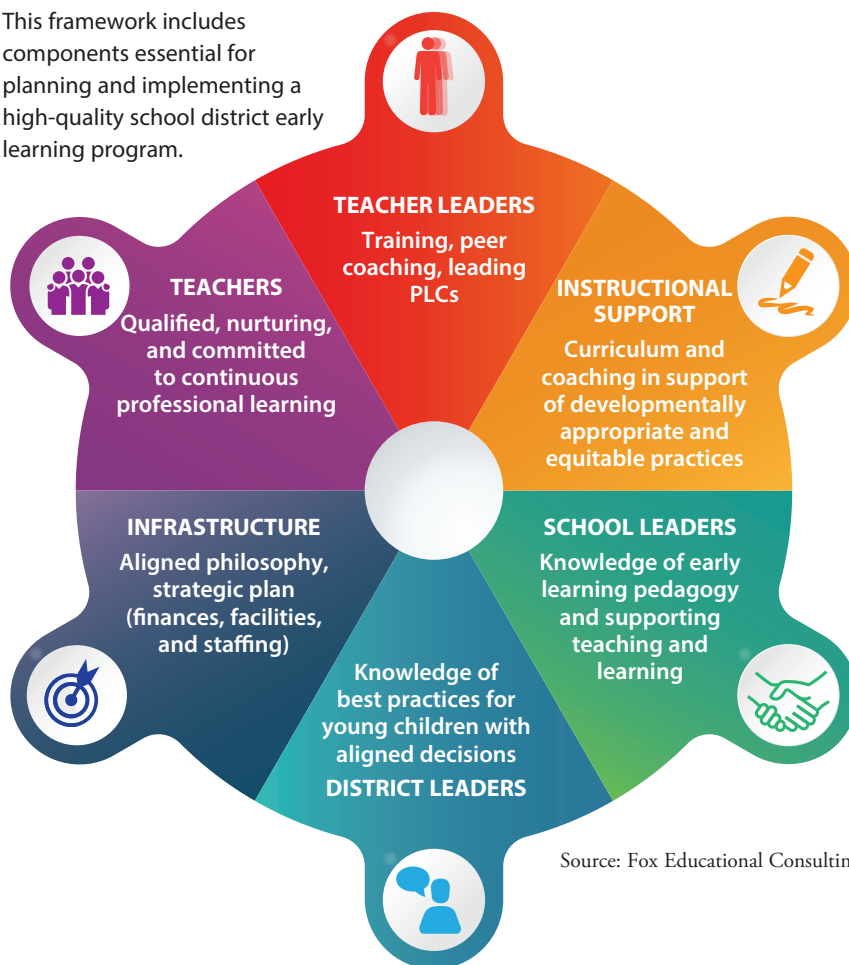 This framework includes
components essential for
planning and implementing a
high-quality school district early
learning program.
TEACHER LEADERS
Training, peer
coaching, leading
PLCs
INSTRUCTIONAL
SUPPORT
Curriculum and
coaching in support
of developmentally
appropriate and
equitable practices
SCHOOL LEADERS
Knowledge of early
learning pedagogy
and supporting
teaching and
learning
Knowledge of
best practices for
young children with
aligned decisions
DISTRICT LEADERS
INFRASTRUCTURE
Aligned philosophy,
strategic plan
(finances, facilities,
and staffing)
TEACHERS
Qualified, nurturing,
and committed
to continuous
professional learning
Source: Fox Educational Consultin